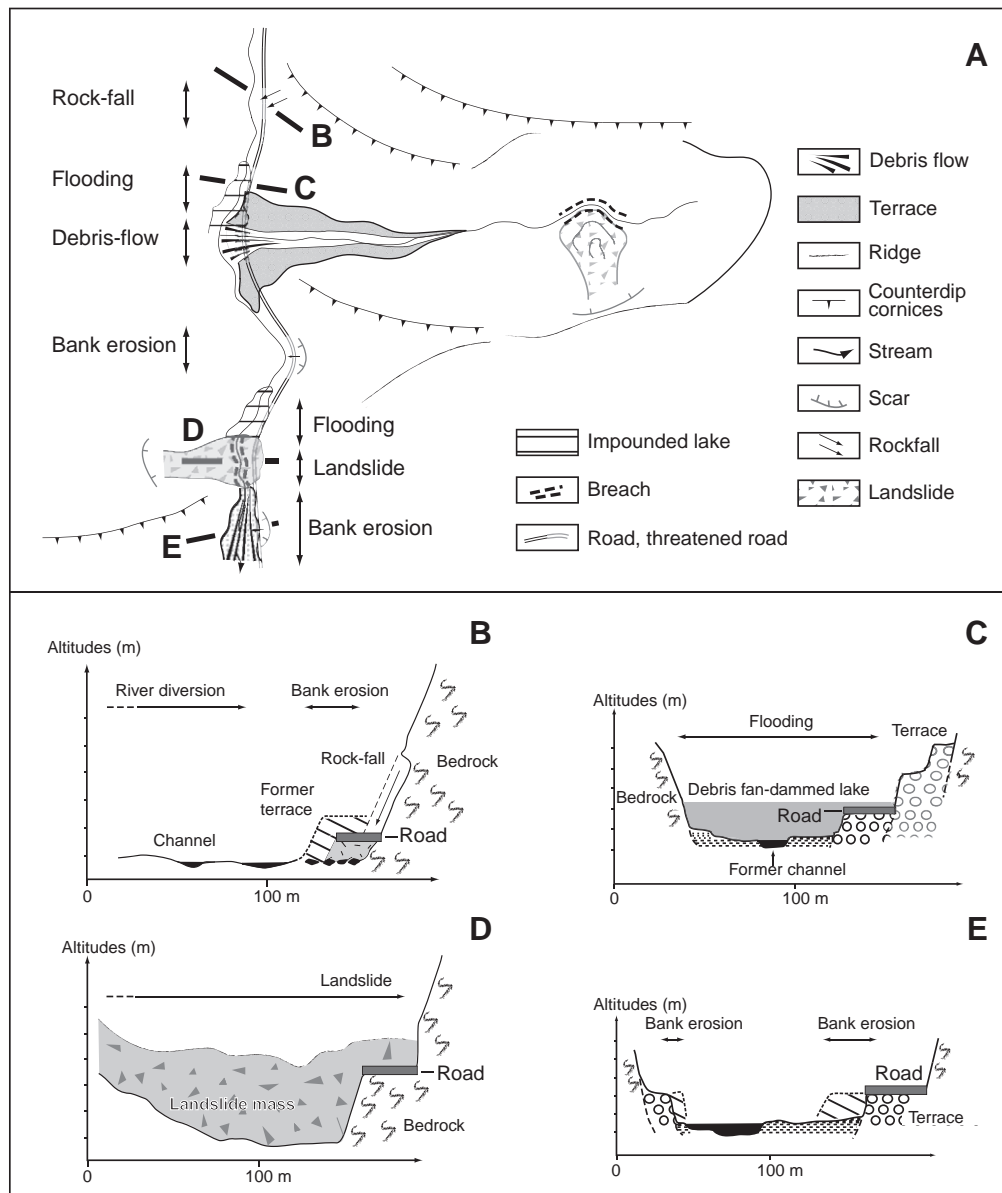 A
Rock-fall
B
Flooding
C
Debris-flow
Bank erosion
D
Flooding
Landslide
E
Bank erosion
Debris flow
Terrace
Ridge
Counterdip
cornices
Stream
Scar
Rockfall
Landslide
Impounded lake
Breach
Road, threatened road
B
Altitudes (m)
River diversion
Bank erosion
Rock-fall
Bedrock
Former
terrace
Channel
Road
0
100 m
C
Altitudes (m)
Flooding
Terrace
Debris fan-dammed lake
Bedrock
Road
Former channel
0
100 m
D
Altitudes (m)
Landslide
Road
Landslide mass
Bedrock
0
100 m
E
Altitudes (m)
Bank erosion
Bank erosion
Road
Terrace
0
100 m